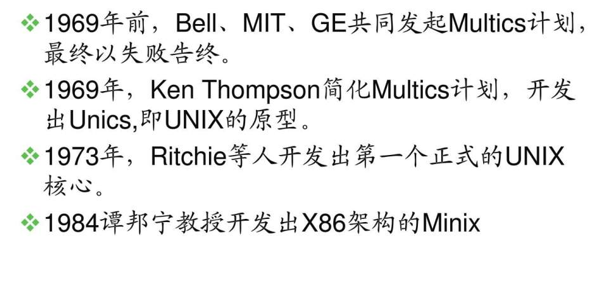 ❖1969年前，Bell、MIT、GE共同发起Multics计划，
最终以失败告终。
❖1969年，Ken Thompson简化Multics计划，开发
出Unics,即UNIX的原型。
❖1973年，Ritchie等人开发出第一个正式的UNIX
核心。
❖1984谭邦宁教授开发出X86架构的Minix